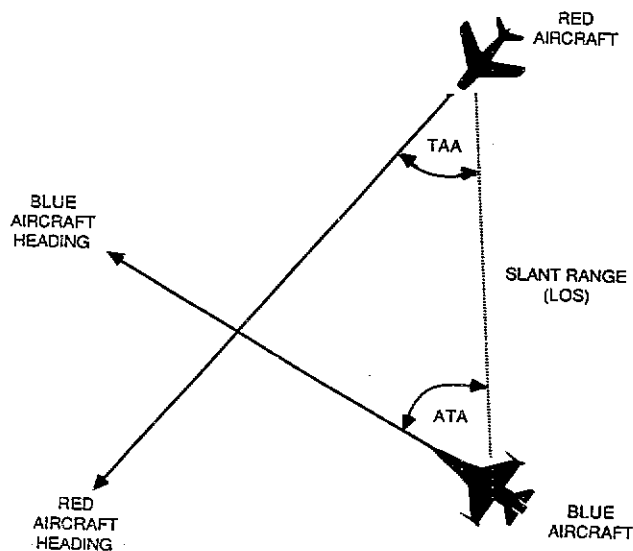 RED
AIRCRAFT
TAA
BLUE
AIRCRAFT
HEADING
SLANT RANGE
(LOS)
ATA
RED
AIRCRAFT
HEADING
BLUE
AIRCRAFT